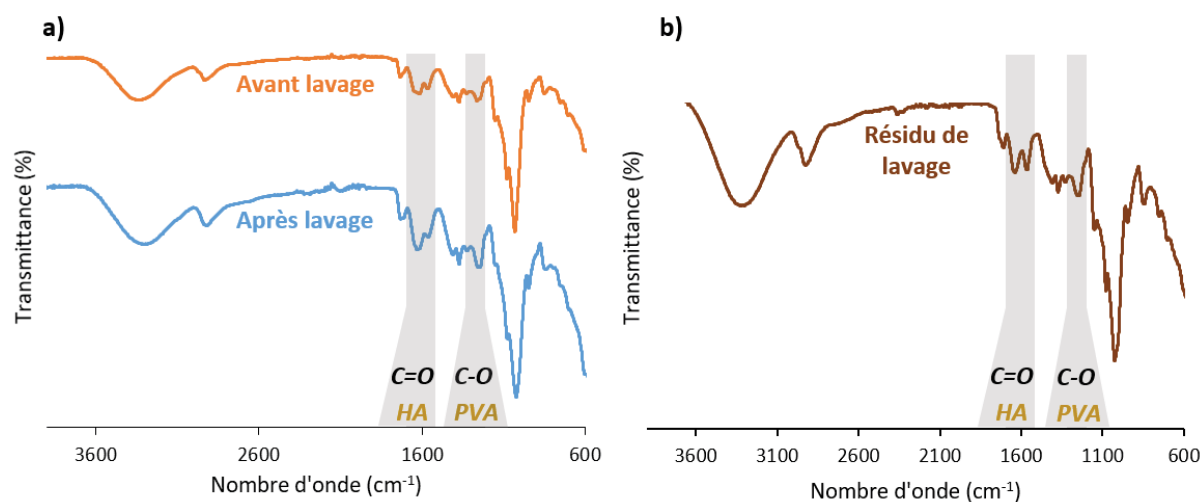 a)
Avant lavage
Après lavage
Transmittance (%)
C=O C-O
HA PVA
3600 2600 1600 600
Nombre d'onde (cm⁻¹)
b)
Résidu de
lavage
Transmittance (%)
C=O C-O
HA PVA
3600 3100 2600 2100 1600 1100 600
Nombre d'onde (cm⁻¹)